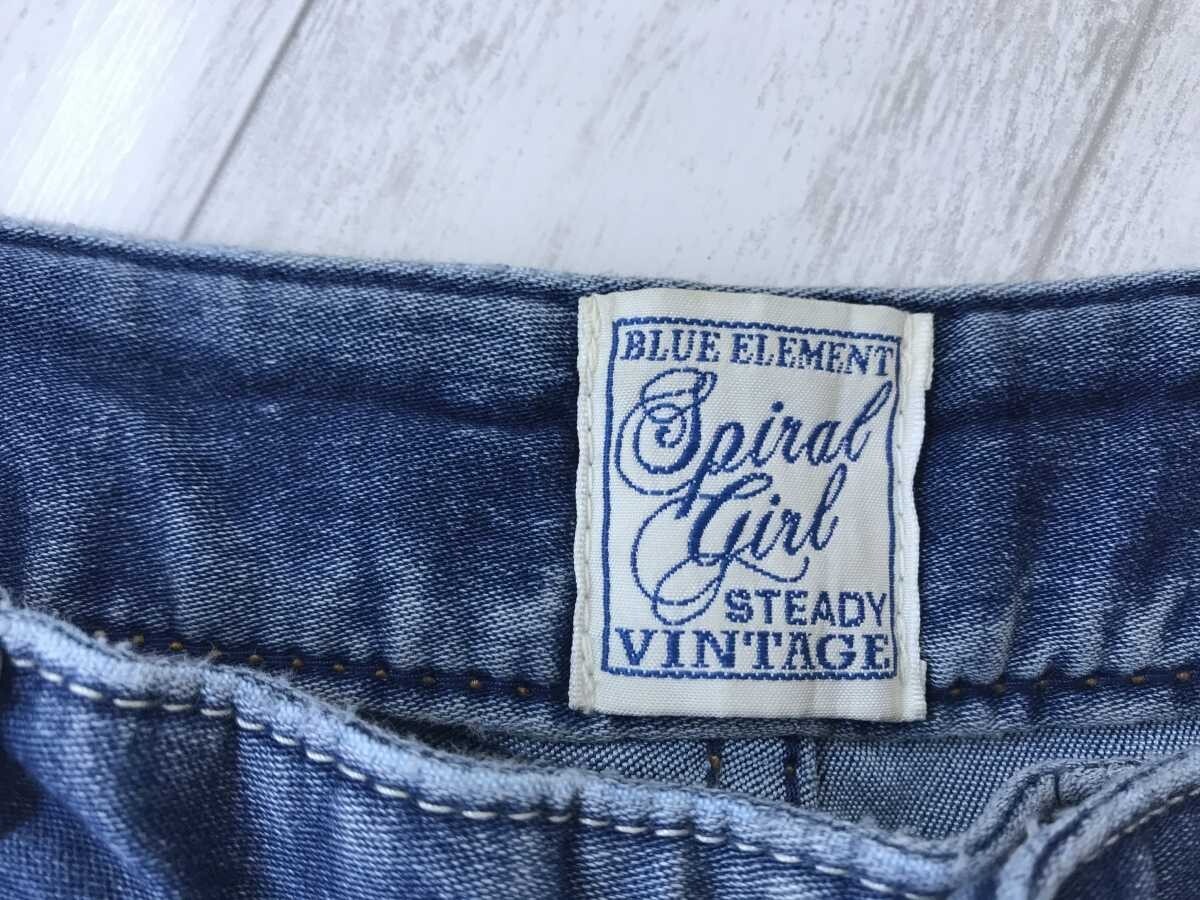 BLUE ELEMENT
Spiral
Girl
STEADY
VINTAGE